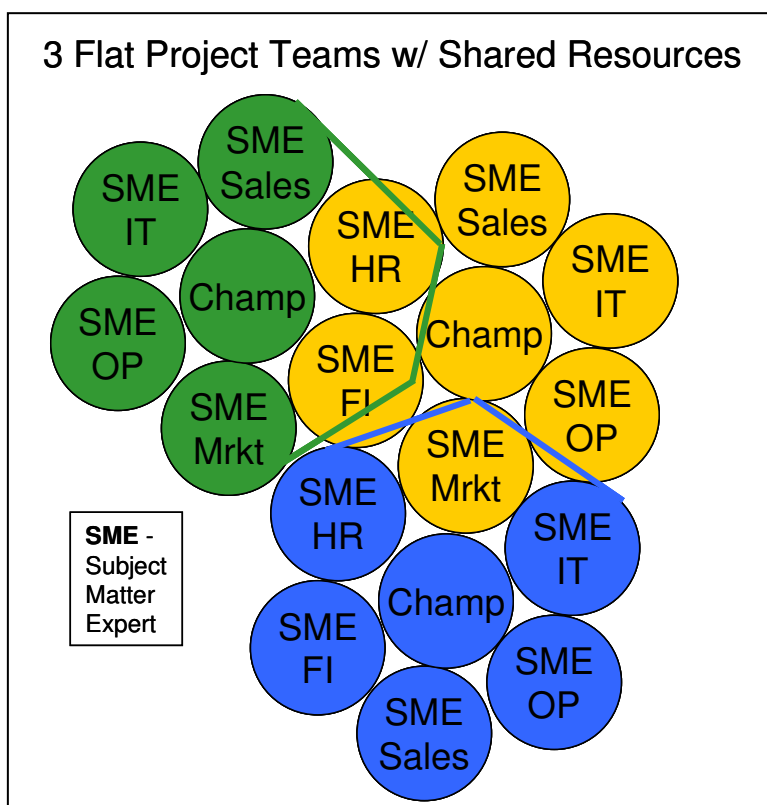 3 Flat Project Teams w/ Shared Resources
SME
Sales
SME
IT
SME
HR
SME
Sales
SME
IT
Champ
SME
OP
Champ
SME
FI
SME
Mrkt
SME
OP
SME
Mrkt
SME
HR
SME
IT
SME -
Subject
Matter
Expert
Champ
SME
FI
SME
OP
SME
Sales